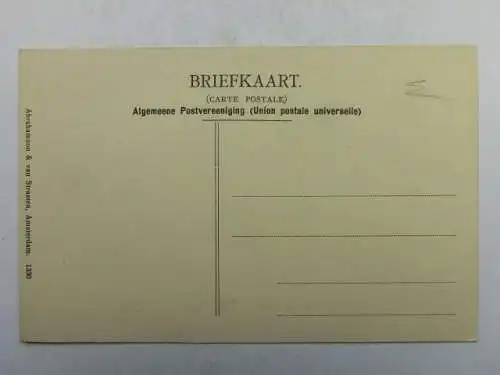 BRIEFKAART.
(CARTE POSTALE)
Algemeene Postvereeniging (Union postale universelle)
Abrahamson & van Straaten, Amsterdam. 1330